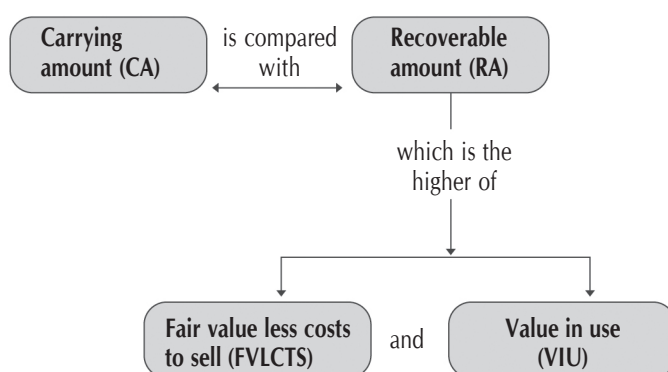 Carrying
amount (CA)
is compared
with
Recoverable
amount (RA)
which is the
higher of
Fair value less costs
to sell (FVLCTS)
and
Value in use
(VIU)